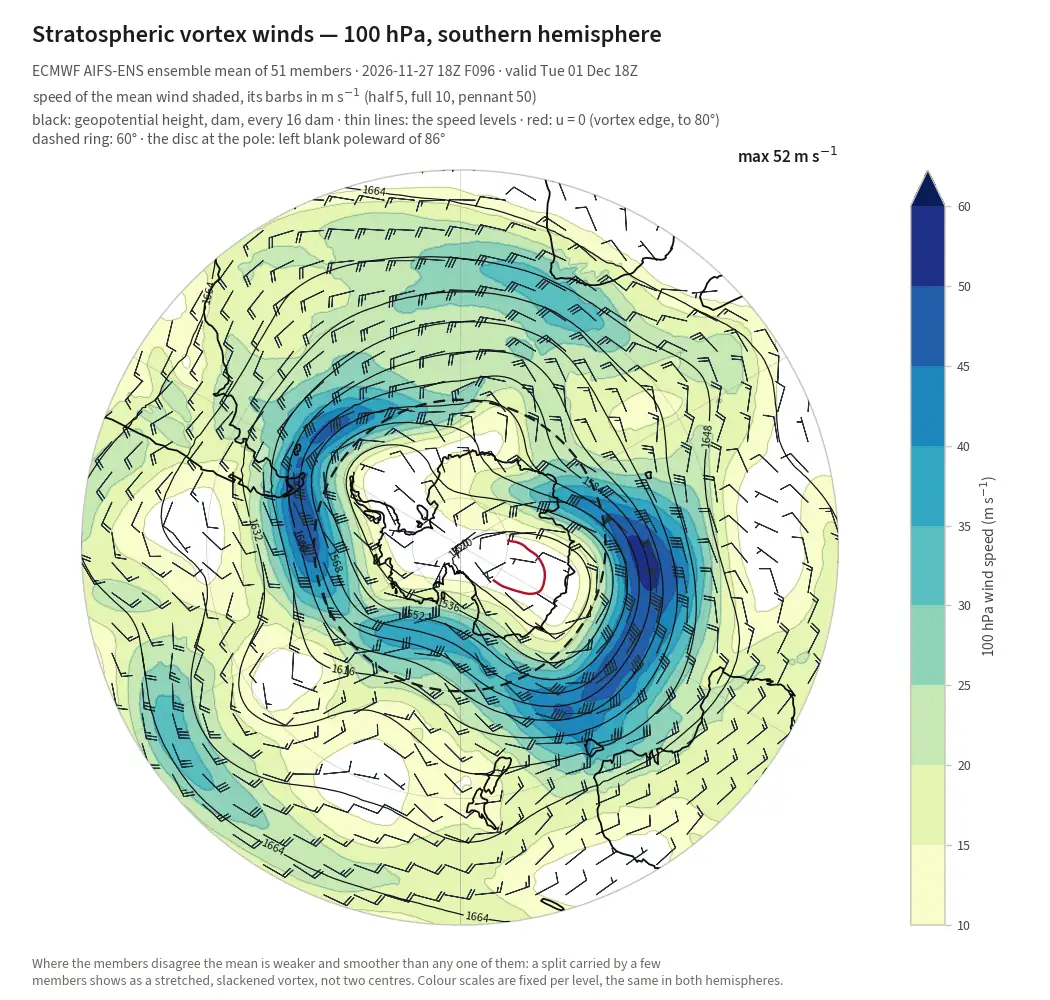 Stratospheric vortex winds — 100 hPa, southern hemisphere
ECMWF AIFS-ENS ensemble mean of 51 members · 2026-11-27 18Z F096 · valid Tue 01 Dec 18Z
speed of the mean wind shaded, its barbs in m s⁻¹ (half 5, full 10, pennant 50)
black: geopotential height, dam, every 16 dam · thin lines: the speed levels · red: u = 0 (vortex edge, to 80°)
dashed ring: 60° · the disc at the pole: left blank poleward of 86°
max 52 m s⁻¹
1664
1664
1648
1584
1632
1568
1520
1536
1552
1616
1664
1664
60
50
45
40
35
30
25
20
15
10
100 hPa wind speed (m s⁻¹)
Where the members disagree the mean is weaker and smoother than any one of them: a split carried by a few
members shows as a stretched, slackened vortex, not two centres. Colour scales are fixed per level, the same in both hemispheres.